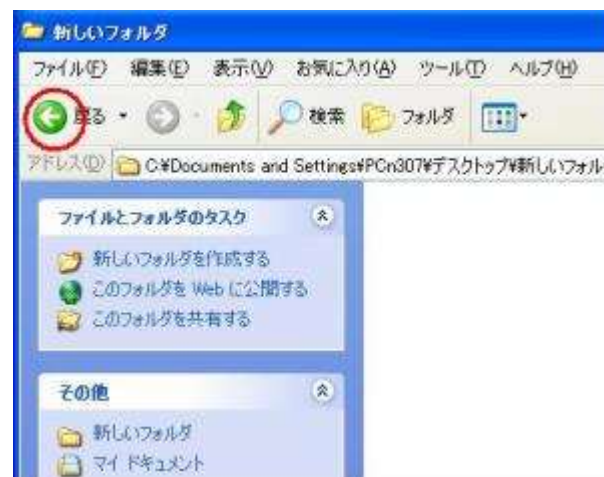 新しいフォルダ
ファイル(F) 編集(E) 表示(V) お気に入り(A) ツール(T) ヘルプ(H)
戻る 検索 フォルダ
アドレス(D) C:¥Documents and Settings¥PCn307¥デスクトップ¥新しいフォル
ファイルとフォルダのタスク
新しいフォルダを作成する
このフォルダを Web に公開する
このフォルダを共有する
その他
新しいフォルダ
マイ ドキュメント